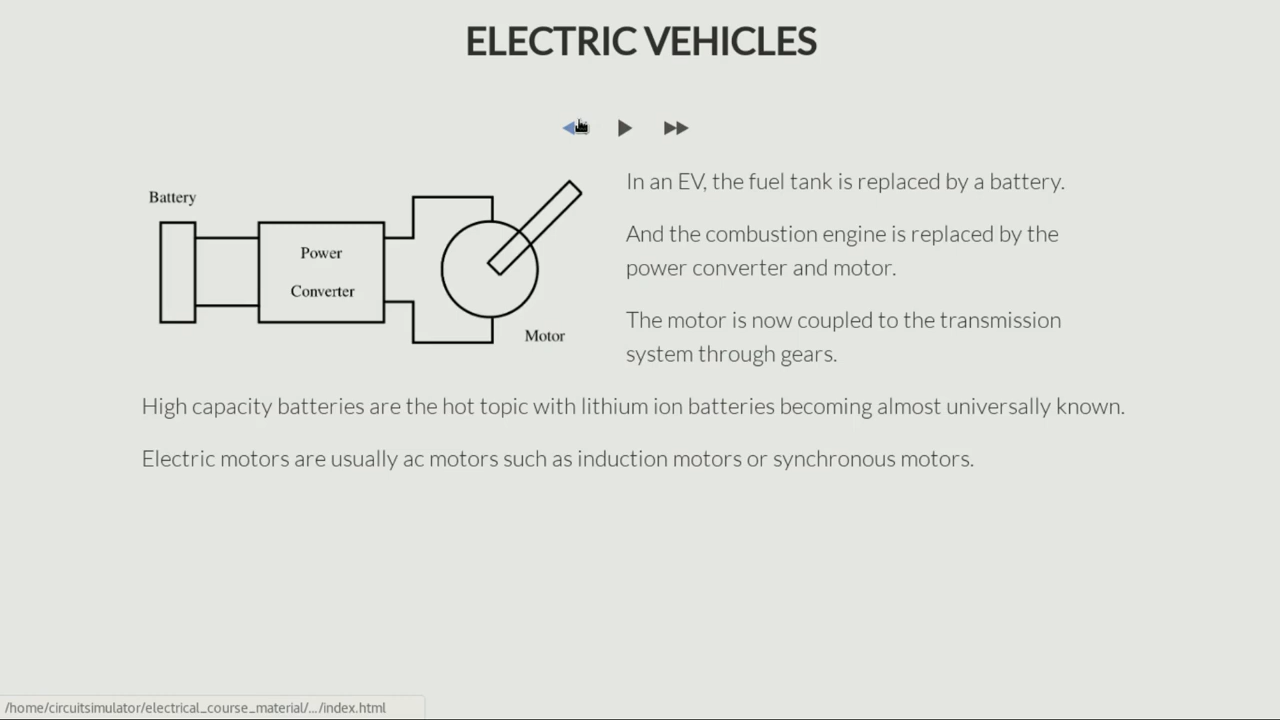 ELECTRIC VEHICLES
Battery
Power
Converter
Motor
In an EV, the fuel tank is replaced by a battery.
And the combustion engine is replaced by the
power converter and motor.
The motor is now coupled to the transmission
system through gears.
High capacity batteries are the hot topic with lithium ion batteries becoming almost universally known.
Electric motors are usually ac motors such as induction motors or synchronous motors.
/home/circuitsimulator/electrical_course_material/.../index.html